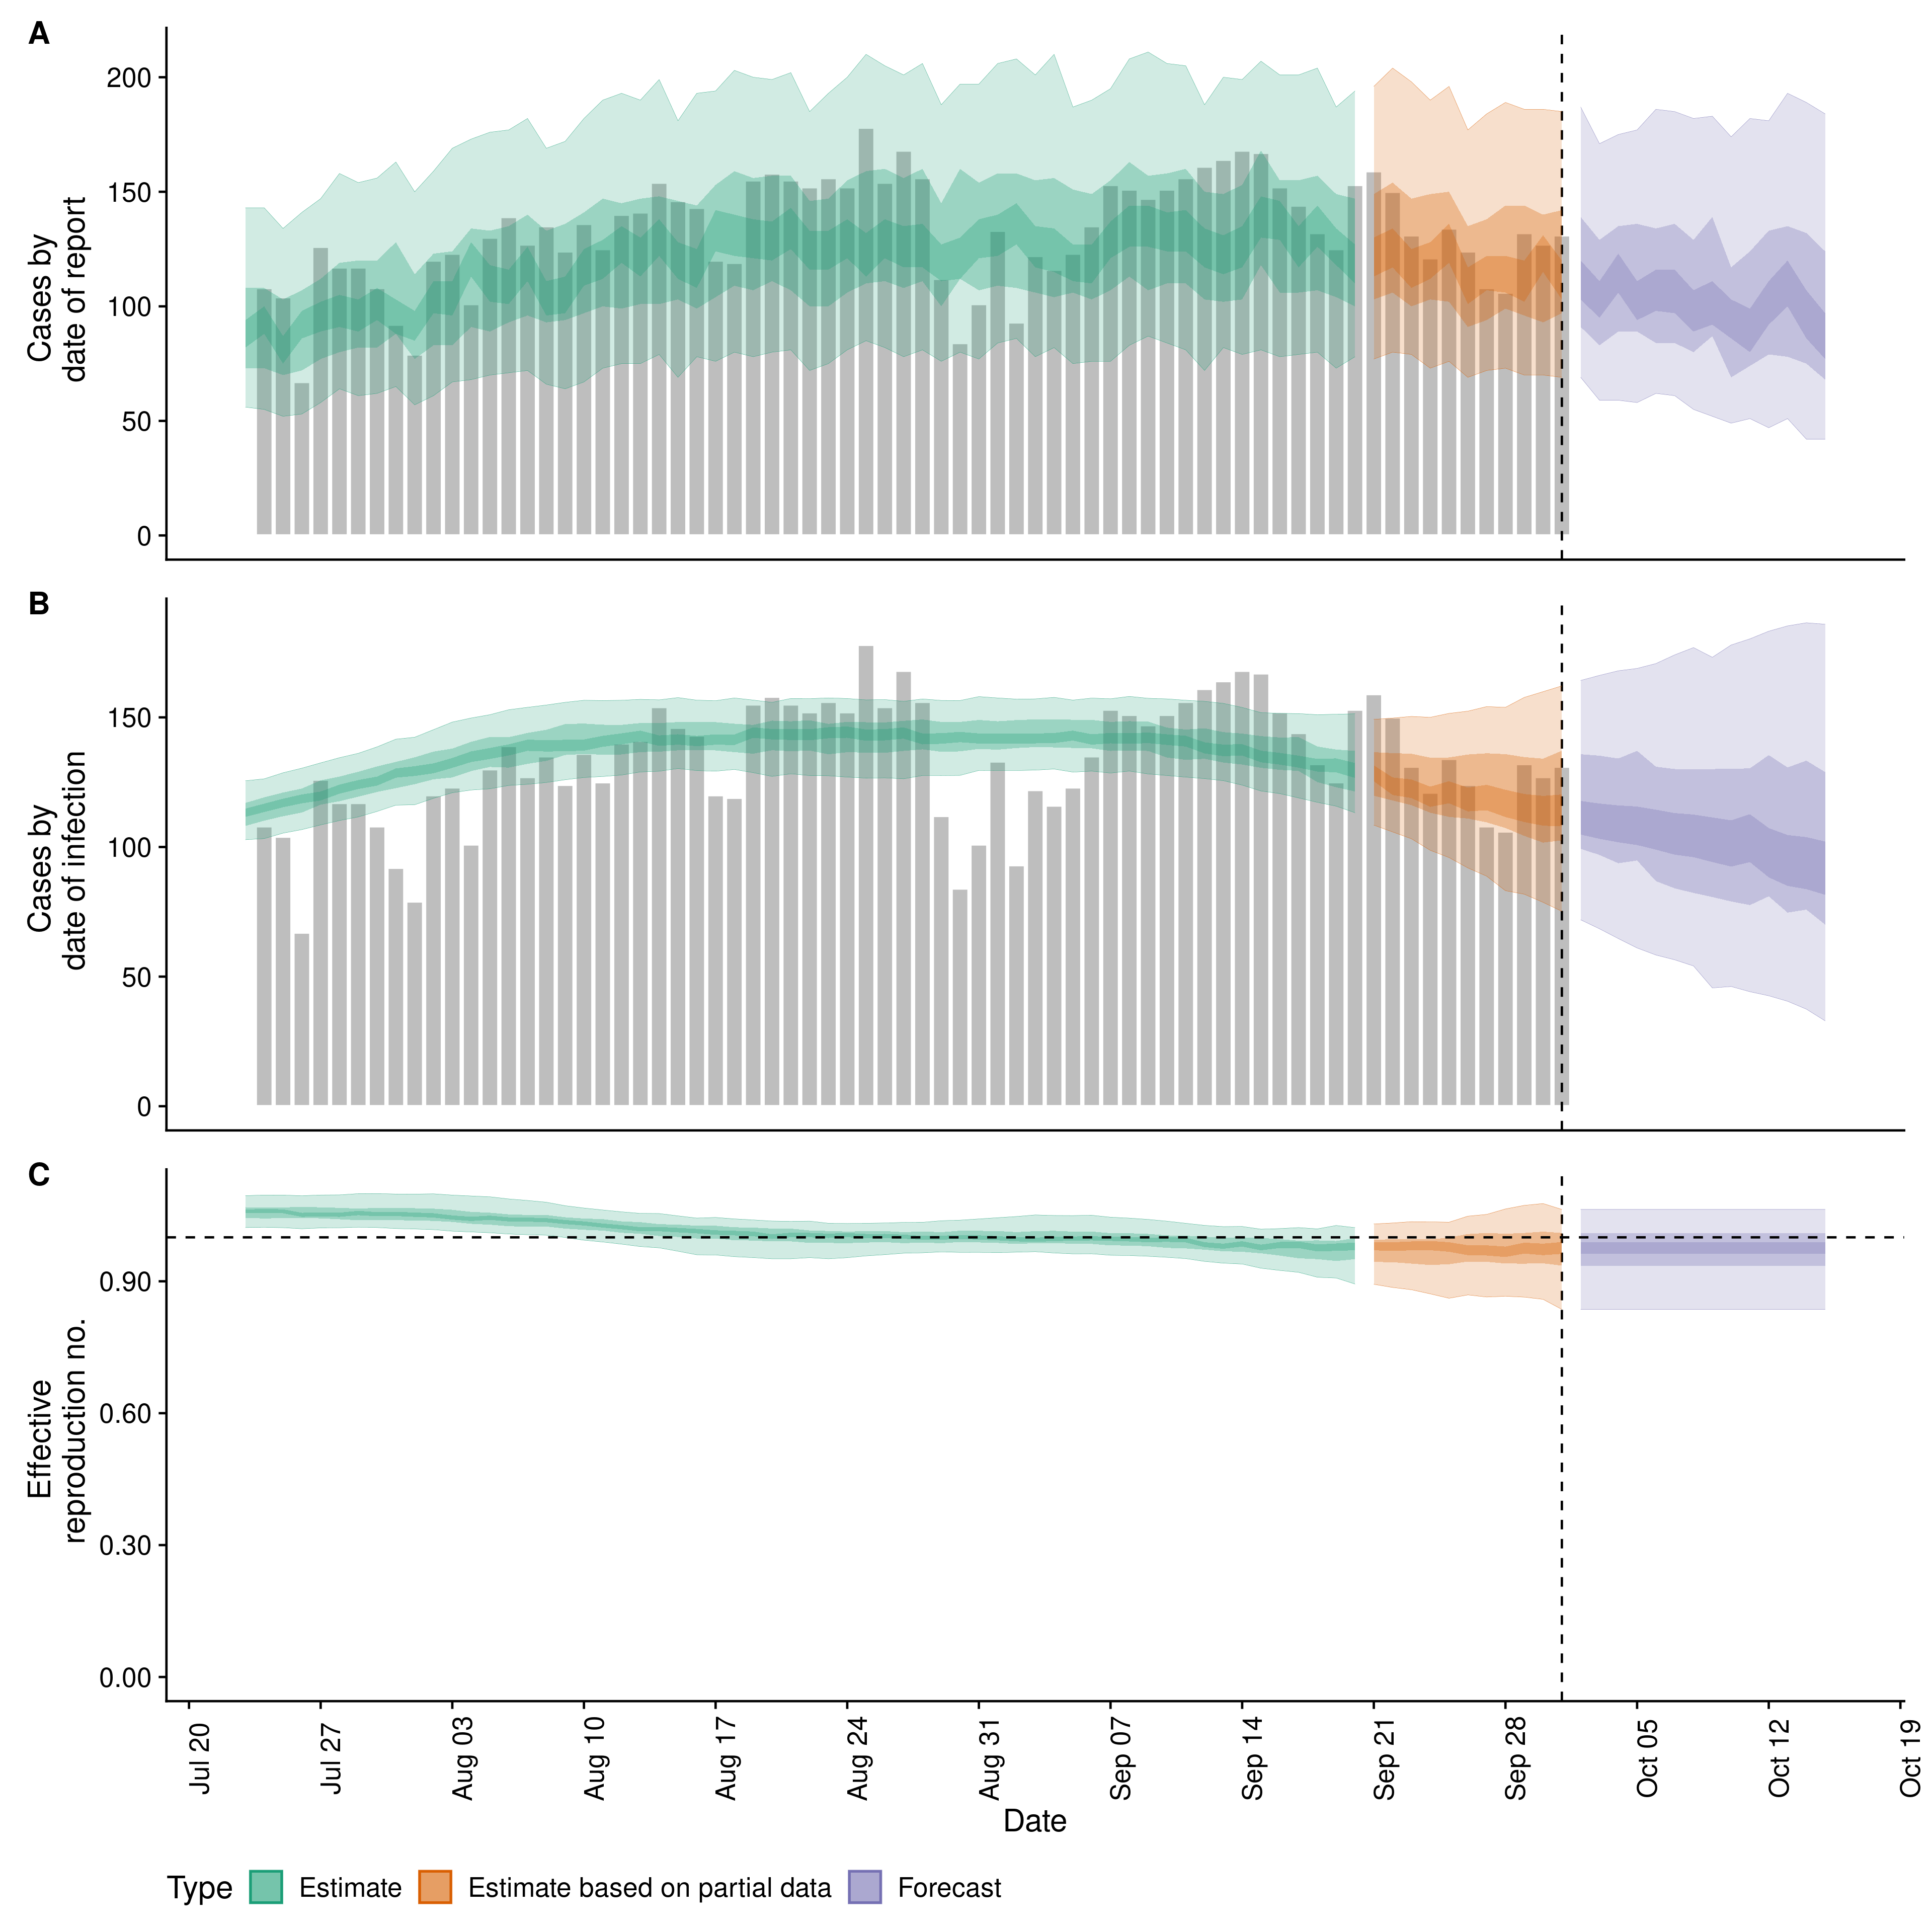 A
200
150
100
50
0
Cases by
date of report
B
150
100
50
0
Cases by
date of infection
C
0.90
0.60
0.30
0.00
Effective
reproduction no.
Jul 20
Jul 27
Aug 03
Aug 10
Aug 17
Aug 24
Aug 31
Sep 07
Sep 14
Sep 21
Sep 28
Oct 05
Oct 12
Oct 19
Date
Type Estimate Estimate based on partial data Forecast